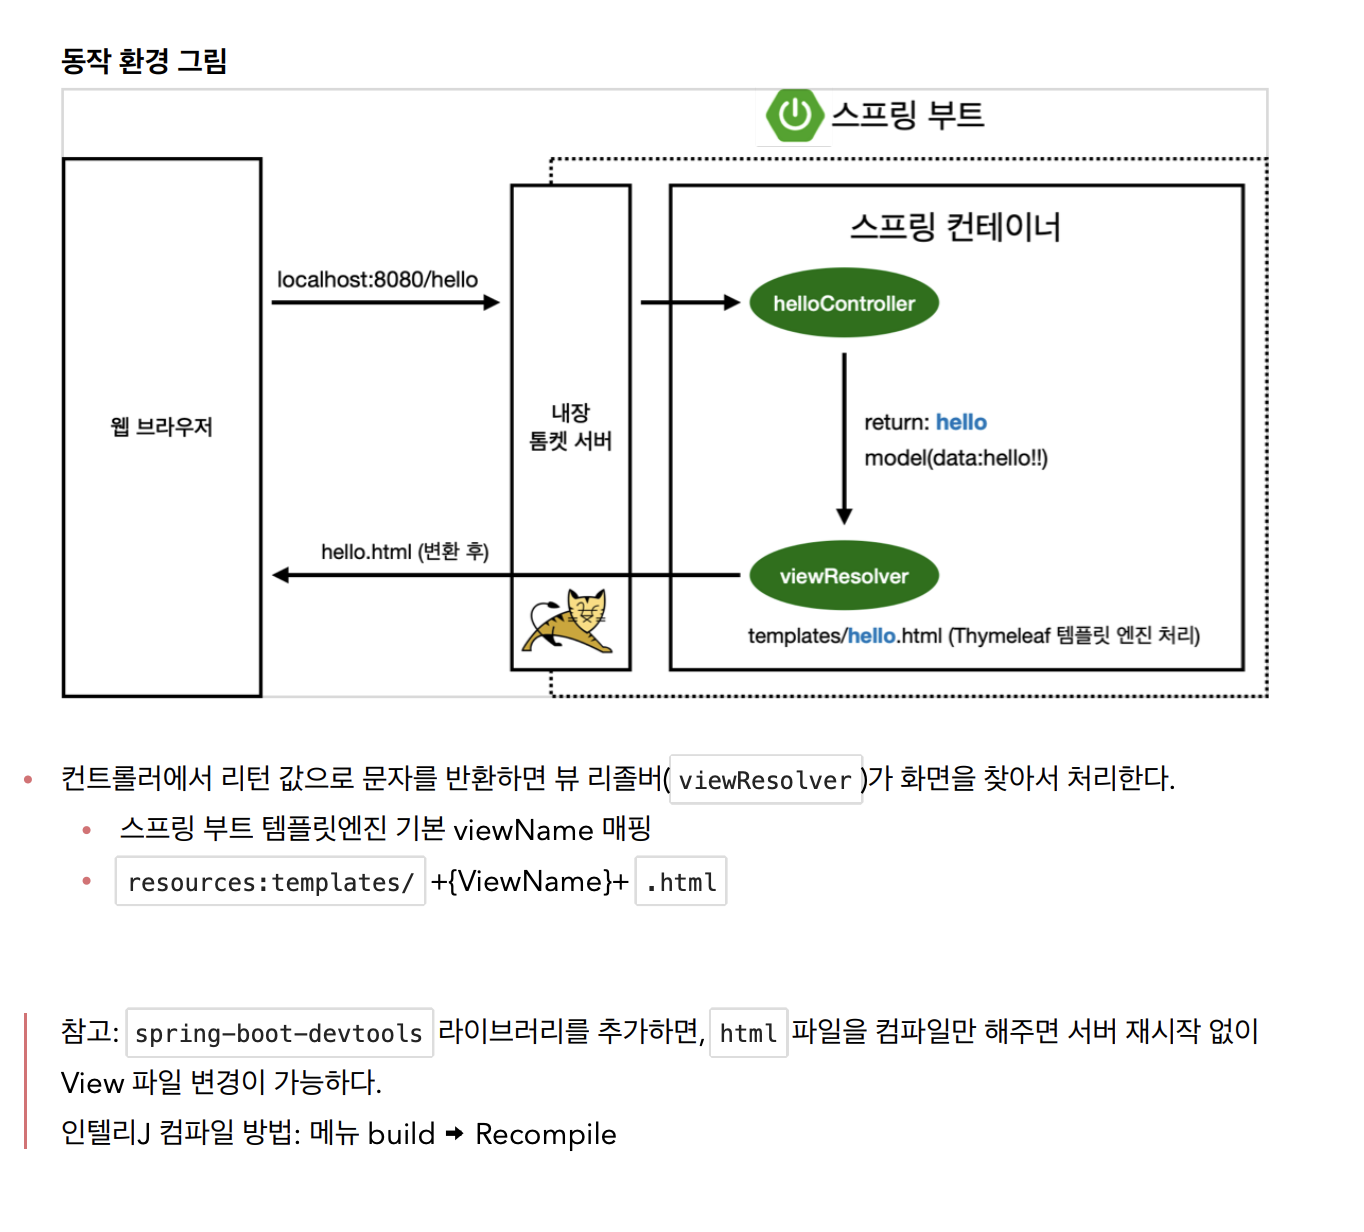 동작 환경 그림
스프링 부트
스프링 컨테이너
localhost:8080/hello
helloController
웹 브라우저
내장
톰켓 서버
return: hello
model(data:hello!!)
hello.html (변환 후)
viewResolver
templates/hello.html (Thymeleaf 템플릿 엔진 처리)
컨트롤러에서 리턴 값으로 문자를 반환하면 뷰 리졸버( viewResolver )가 화면을 찾아서 처리한다.
스프링 부트 템플릿엔진 기본 viewName 매핑
resources:templates/ +{ViewName}+ .html
참고: spring-boot-devtools 라이브러리를 추가하면, html 파일을 컴파일만 해주면 서버 재시작 없이
View 파일 변경이 가능하다.
인텔리J 컴파일 방법: 메뉴 build → Recompile